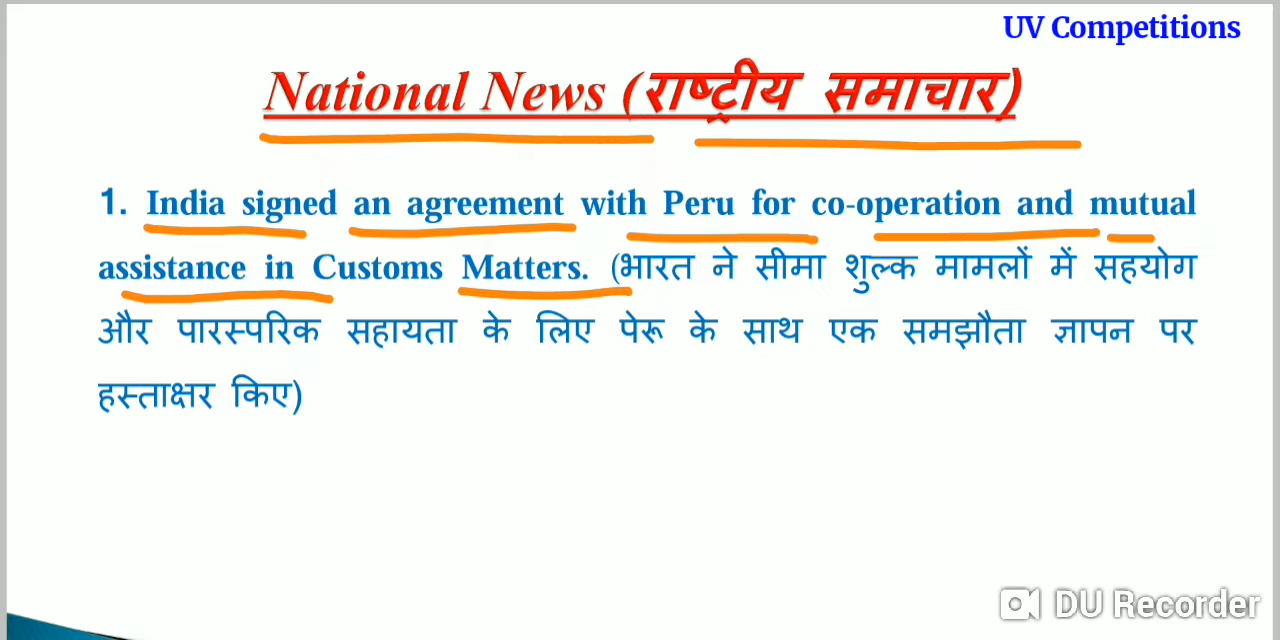 UV Competitions
National News (राष्ट्रीय समाचार)
1. India signed an agreement with Peru for co-operation and mutual
assistance in Customs Matters. (भारत ने सीमा शुल्क मामलों में सहयोग
और पारस्परिक सहायता के लिए पेरू के साथ एक समझौता ज्ञापन पर
हस्ताक्षर किए)
DU Recorder